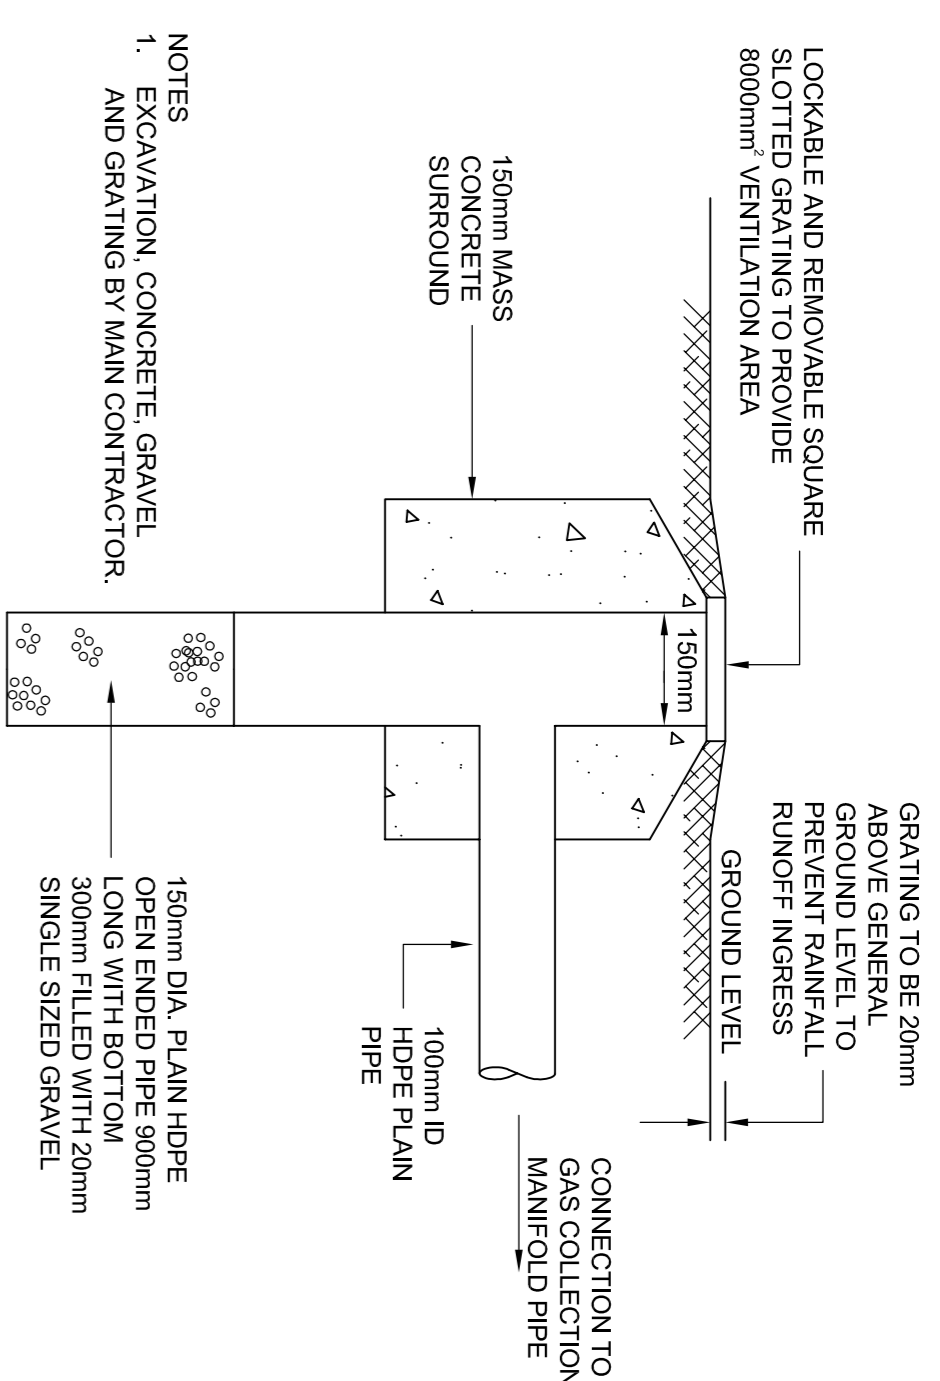 LOCKABLE AND REMOVABLE SQUARE
SLOTTED GRATING TO PROVIDE
8000mm² VENTILATION AREA
GRATING TO BE 20mm
ABOVE GENERAL
GROUND LEVEL TO
PREVENT RAINFALL
RUNOFF INGRESS
GROUND LEVEL
150mm
150mm MASS
CONCRETE
SURROUND
CONNECTION TO
GAS COLLECTION
MANIFOLD PIPE
100mm ID
HDPE PLAIN
PIPE
150mm DIA. PLAIN HDPE
OPEN ENDED PIPE 900mm
LONG WITH BOTTOM
300mm FILLED WITH 20mm
SINGLE SIZED GRAVEL
NOTES
1. EXCAVATION, CONCRETE, GRAVEL
AND GRATING BY MAIN CONTRACTOR.